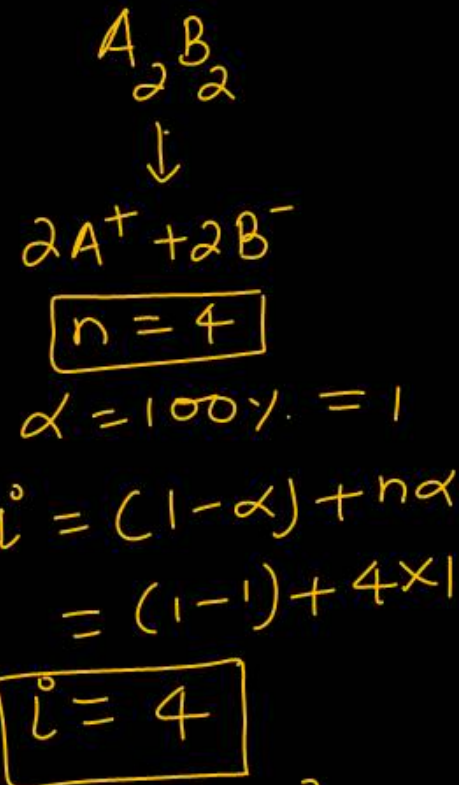 A₂B₂
↓
2A⁺ + 2B⁻
n = 4
α = 100% = 1
i = (1-α) + nα
= (1-1) + 4×1
i = 4